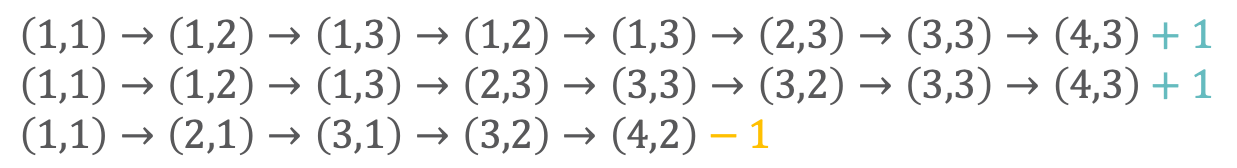 (1,1) → (1,2) → (1,3) → (1,2) → (1,3) → (2,3) → (3,3) → (4,3) + 1
(1,1) → (1,2) → (1,3) → (2,3) → (3,3) → (3,2) → (3,3) → (4,3) + 1
(1,1) → (2,1) → (3,1) → (3,2) → (4,2) − 1